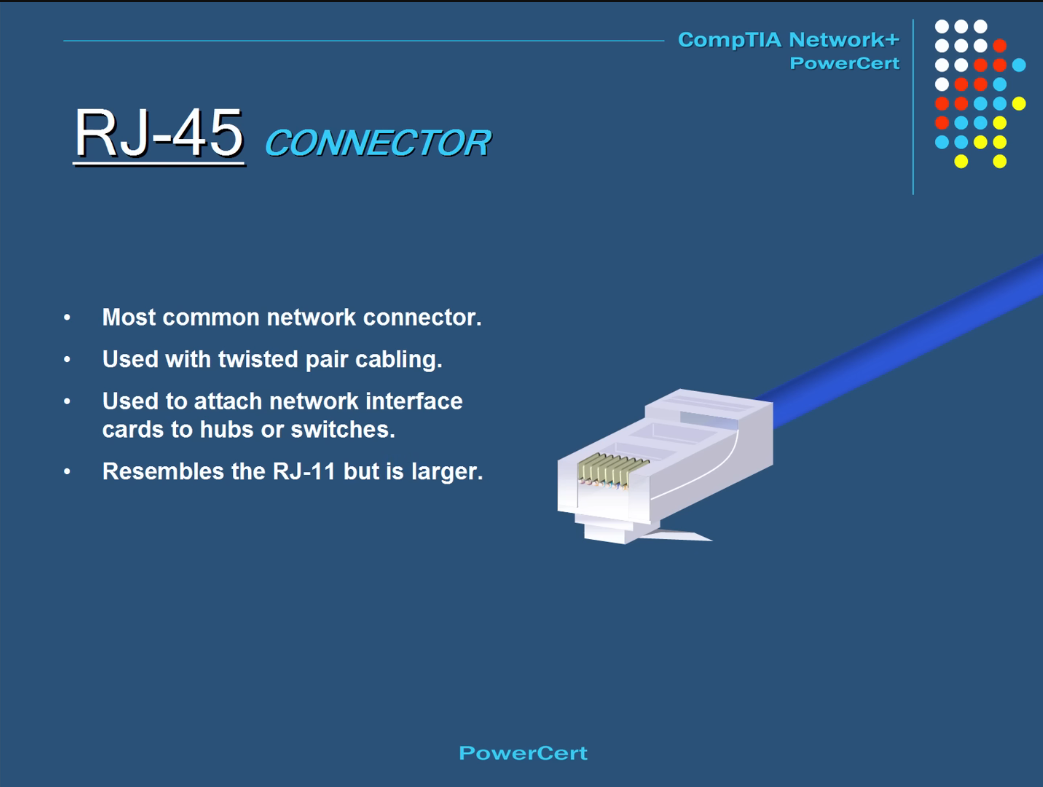 CompTIA Network+
PowerCert
RJ-45 CONNECTOR
• Most common network connector.
• Used with twisted pair cabling.
• Used to attach network interface
cards to hubs or switches.
• Resembles the RJ-11 but is larger.
PowerCert